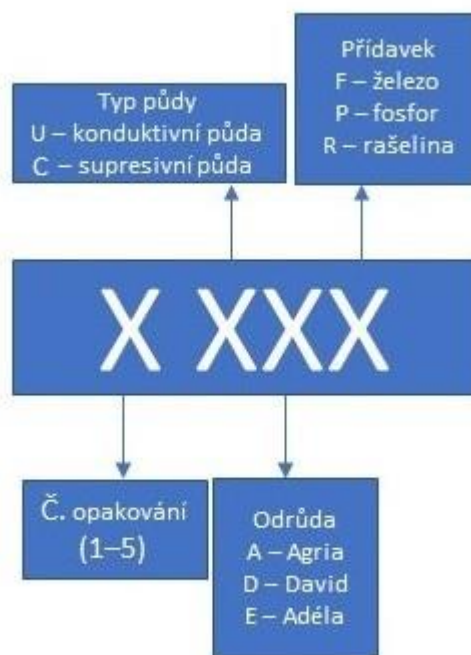 Typ půdy
U – konduktivní půda
C – supresivní půda
Přídavek
F – železo
P – fosfor
R – rašelina
X XXX
Č. opakování
(1–5)
Odrůda
A – Agria
D – David
E – Adéla